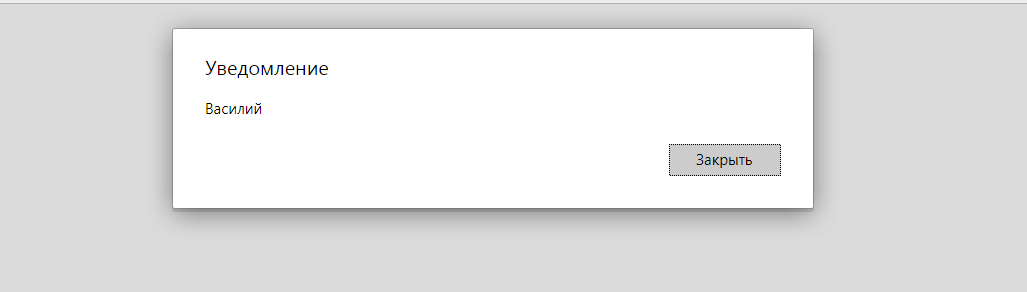 Уведомление
Василий
Закрыть